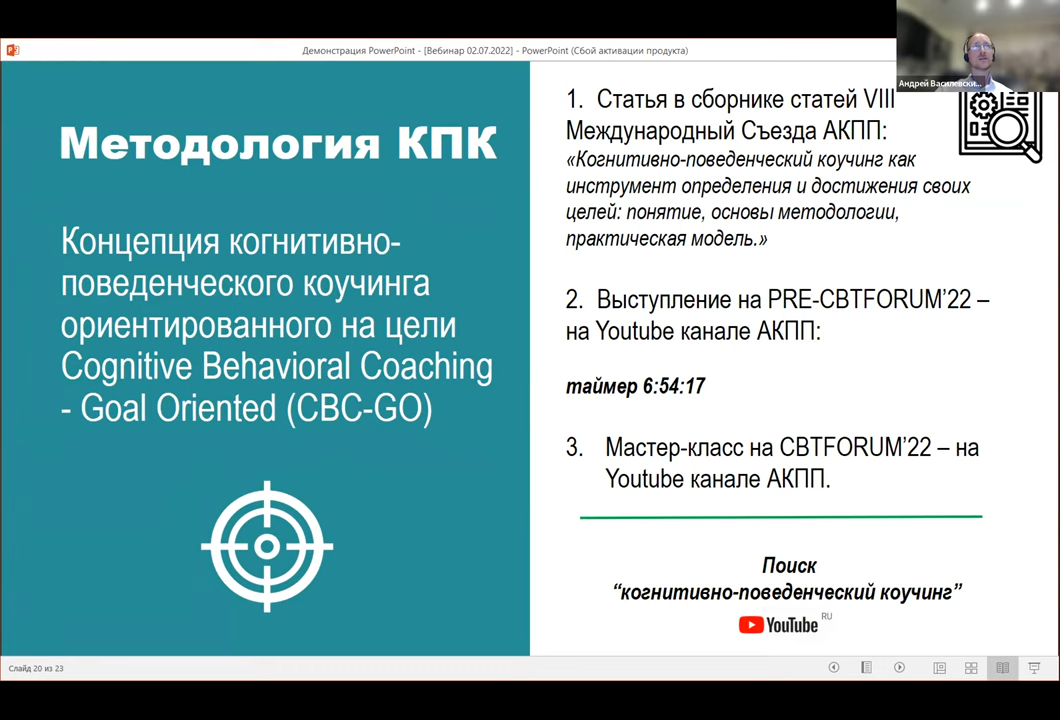 Демонстрация PowerPoint - [Вебинар 02.07.2022] - PowerPoint (Сбой активации продукта)
Андрей Василевски...
Методология КПК
Концепция когнитивно-
поведенческого коучинга
ориентированного на цели
Cognitive Behavioral Coaching
- Goal Oriented (CBC-GO)
1. Статья в сборнике статей VIII
Международный Съезда АКПП:
«Когнитивно-поведенческий коучинг как
инструмент определения и достижения своих
целей: понятие, основы методологии,
практическая модель.»
2. Выступление на PRE-CBTFORUM’22 –
на Youtube канале АКПП:
таймер 6:54:17
3. Мастер-класс на CBTFORUM’22 – на
Youtube канале АКПП.
Поиск
“когнитивно-поведенческий коучинг”
YouTube RU
Слайд 20 из 23